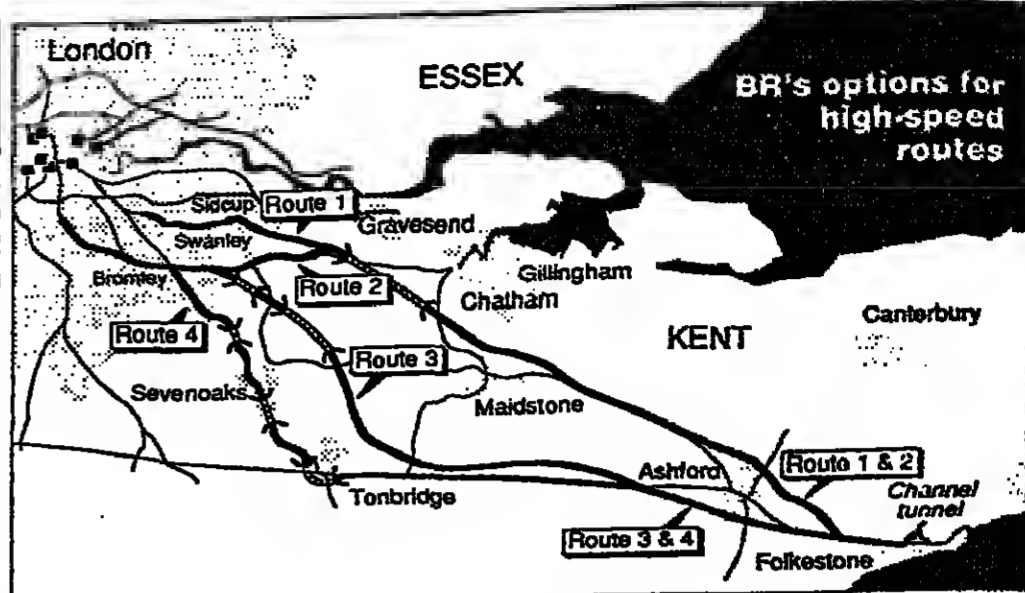 London
ESSEX
BR's options for
high-speed
routes
Sidcup
Route 1
Gravesend
Swanley
Gillingham
Bromley
Route 2
Chatham
Canterbury
Route 4
KENT
Route 3
Sevenoaks
Maidstone
Ashford
Route 1 & 2
Tonbridge
Channel
tunnel
Route 3 & 4
Folkestone